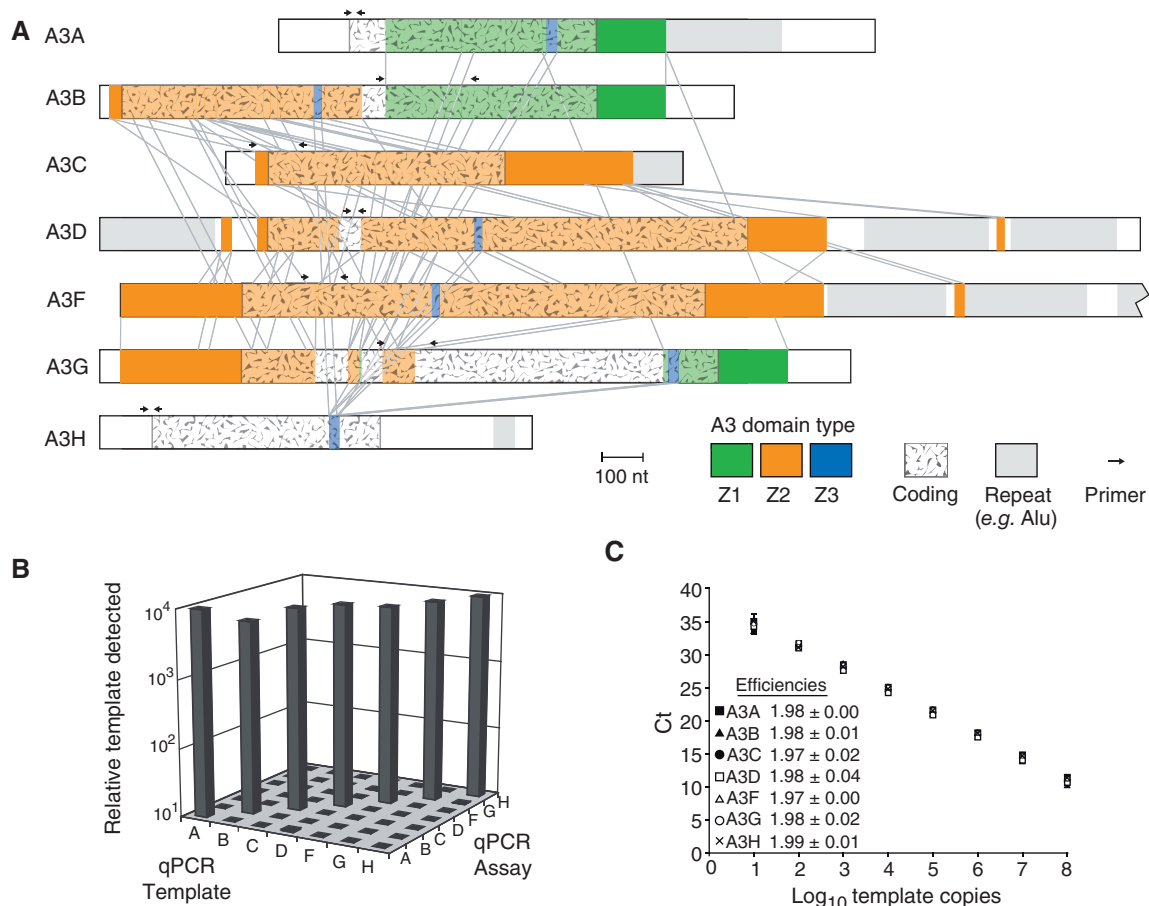 A
A3A
A3B
A3C
A3D
A3F
A3G
A3H
100 nt
A3 domain type
Z1 Z2 Z3
Coding
Repeat
(e.g. Alu)
Primer
B
Relative template detected
10^4
10^3
10^2
10^1
A B C D F G H
qPCR
Template
A B C D F G H
qPCR
Assay
C
Ct
40
35
30
25
20
15
10
5
0
Efficiencies
A3A 1.98 ± 0.00
A3B 1.98 ± 0.01
A3C 1.97 ± 0.02
A3D 1.98 ± 0.04
A3F 1.97 ± 0.00
A3G 1.98 ± 0.02
A3H 1.99 ± 0.01
0 1 2 3 4 5 6 7 8
Log10 template copies